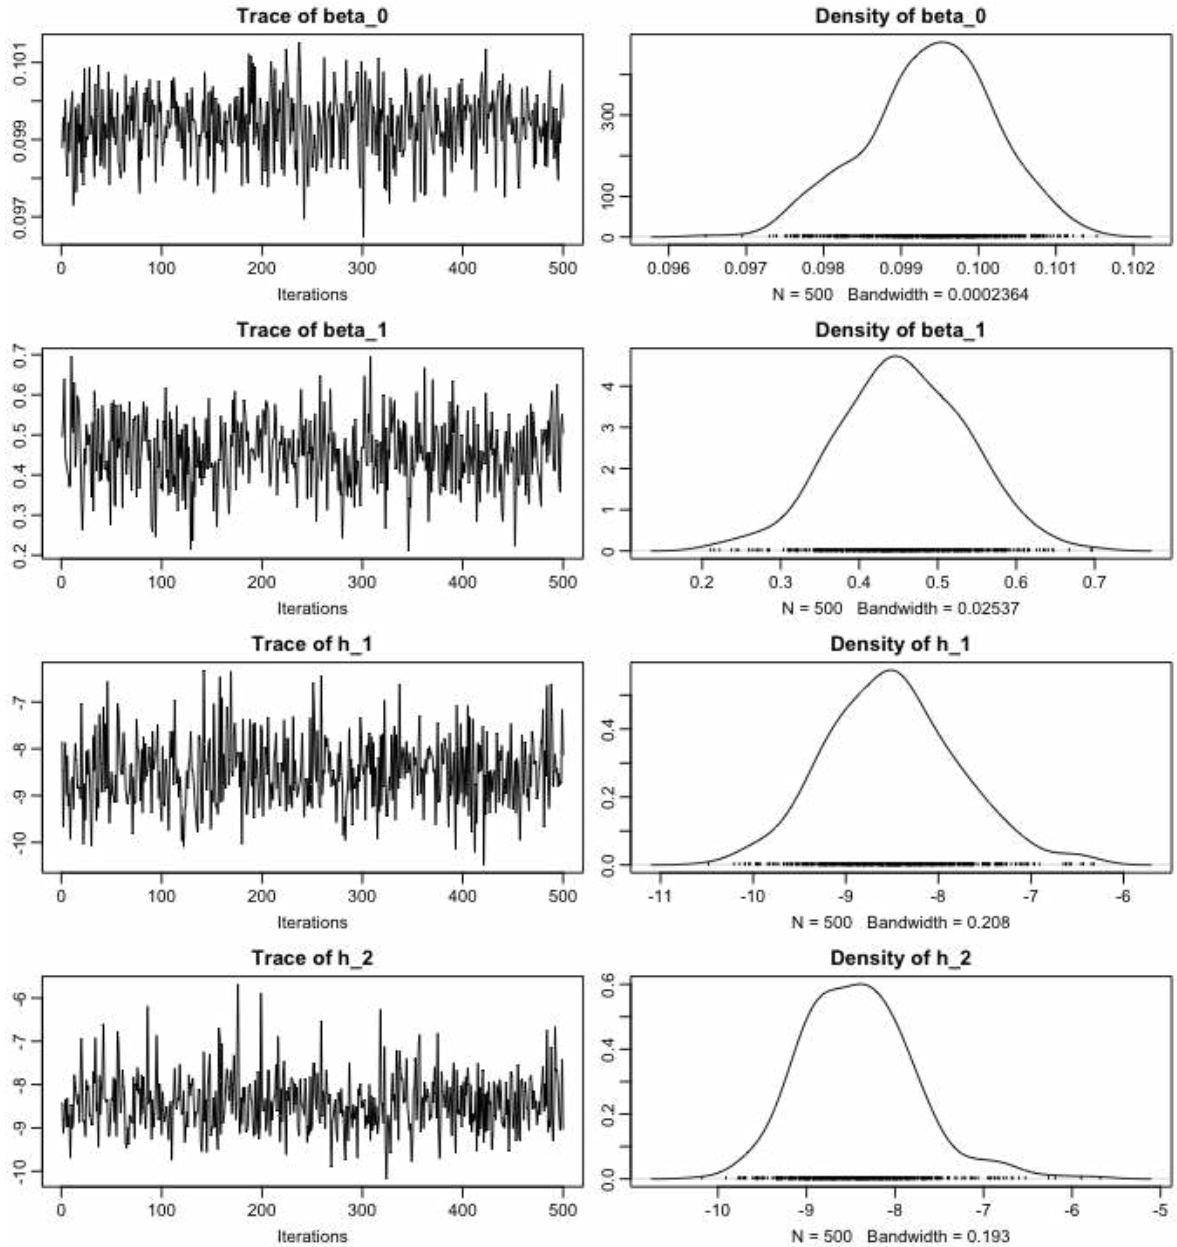 Trace of beta_0
0.101
0.099
0.097
0 100 200 300 400 500
Iterations
Density of beta_0
300
100
0
0.096 0.097 0.098 0.099 0.100 0.101 0.102
N = 500 Bandwidth = 0.0002364
Trace of beta_1
0.7
0.6
0.5
0.4
0.3
0.2
0 100 200 300 400 500
Iterations
Density of beta_1
4
3
2
1
0
0.2 0.3 0.4 0.5 0.6 0.7
N = 500 Bandwidth = 0.02537
Trace of h_1
-7
-8
-9
-10
0 100 200 300 400 500
Iterations
Density of h_1
0.4
0.2
0.0
-11 -10 -9 -8 -7 -6
N = 500 Bandwidth = 0.208
Trace of h_2
-6
-7
-8
-9
-10
0 100 200 300 400 500
Iterations
Density of h_2
0.6
0.4
0.2
0.0
-10 -9 -8 -7 -6 -5
N = 500 Bandwidth = 0.193